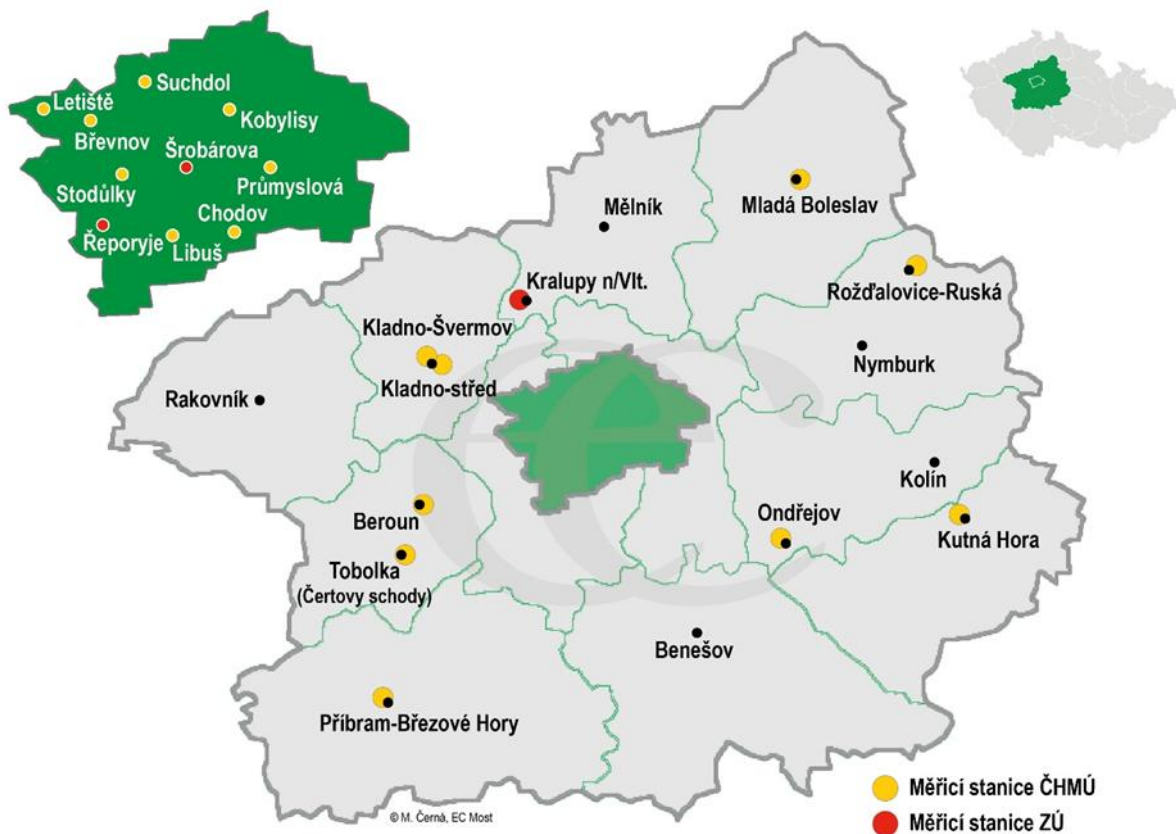 Suchdol
Letiště
Kobylisy
Břevnov
Šrobárova
Stodůlky
Průmyslová
Chodov
Řeporyje
Libuš
Mělník
Mladá Boleslav
Kralupy n/Vlt.
Rožďalovice-Ruská
Kladno-Švermov
Nymburk
Kladno-střed
Rakovník
Kolín
Ondřejov
Beroun
Kutná Hora
Tobolka
(Čertovy schody)
Benešov
Příbram-Březové Hory
Měřicí stanice ČHMÚ
© M. Černá, EC Most
Měřicí stanice ZÚ